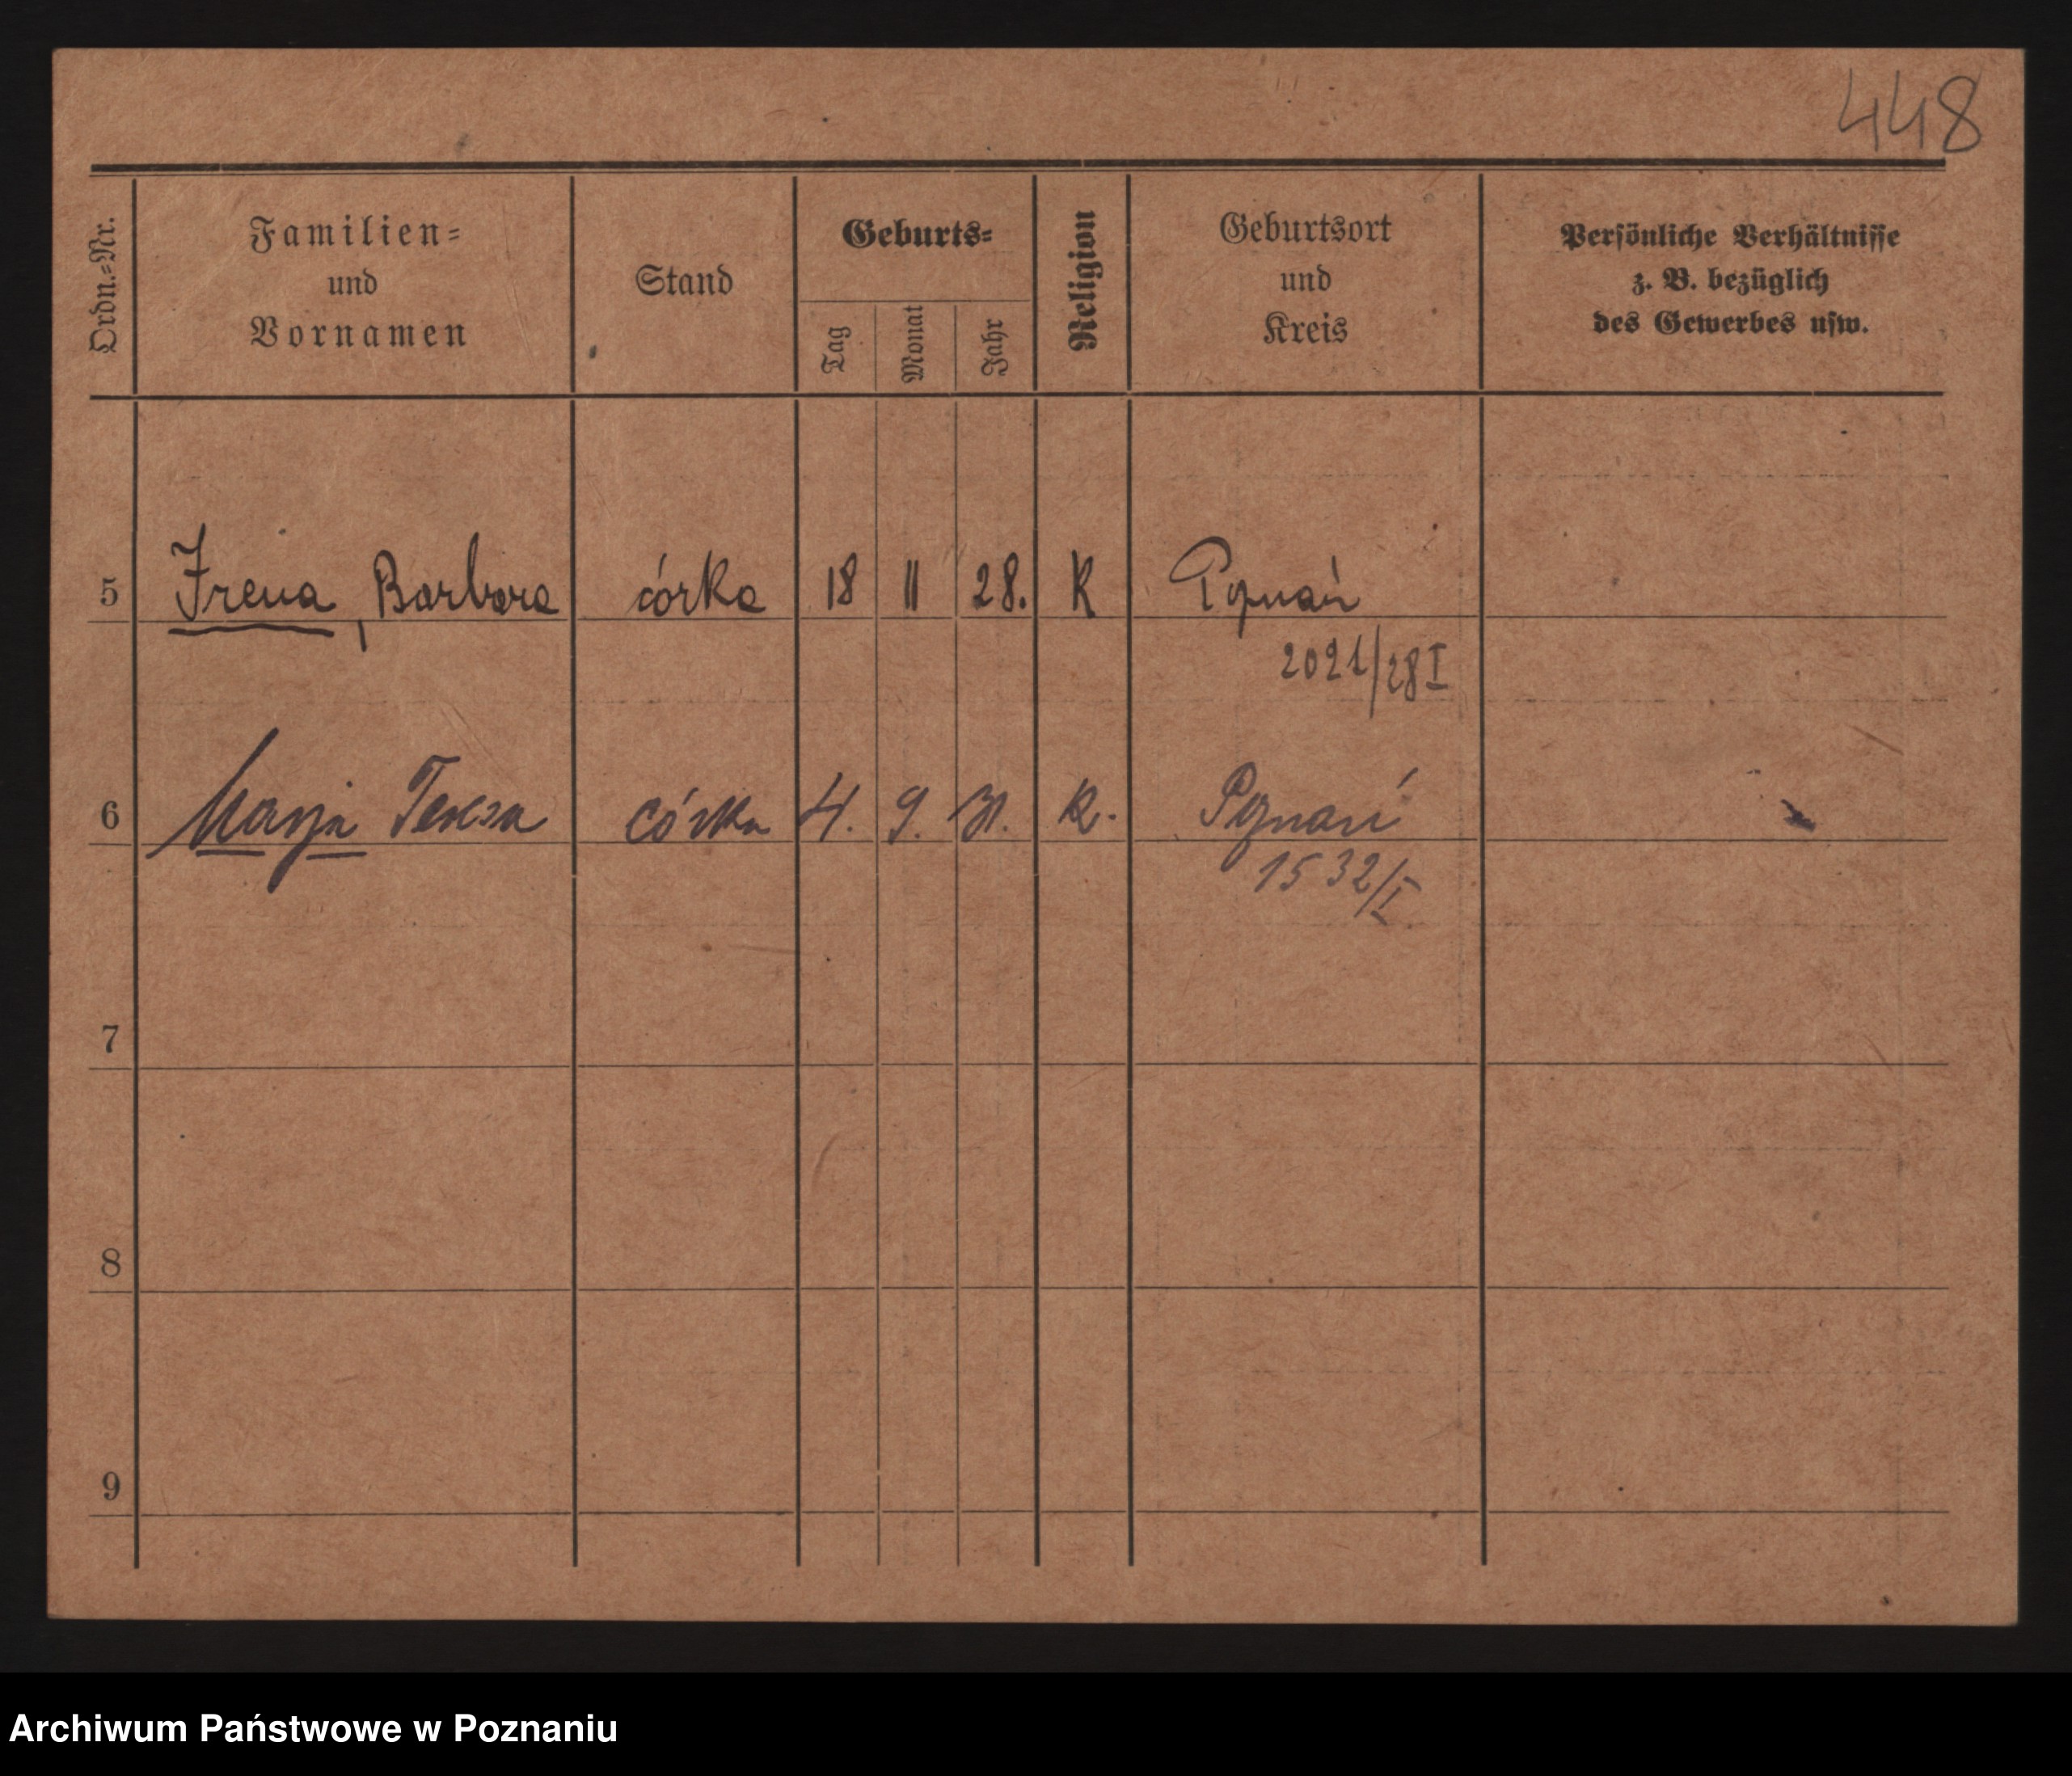 448
Ordn.-Nr.
Familien-
und
Vornamen
Stand
Geburts-
Tag
Monat
Jahr
Religion
Geburtsort
und
Kreis
Persönliche Verhältnisse
z. B. bezüglich
des Gewerbes usw.
5 Irena, Barbara córka 18 11 28. K Poznań
2021/28 I
6 Marja Teresa córka 4. 9. 31. K. Poznań
1532/I
7
8
9
Archiwum Państwowe w Poznaniu